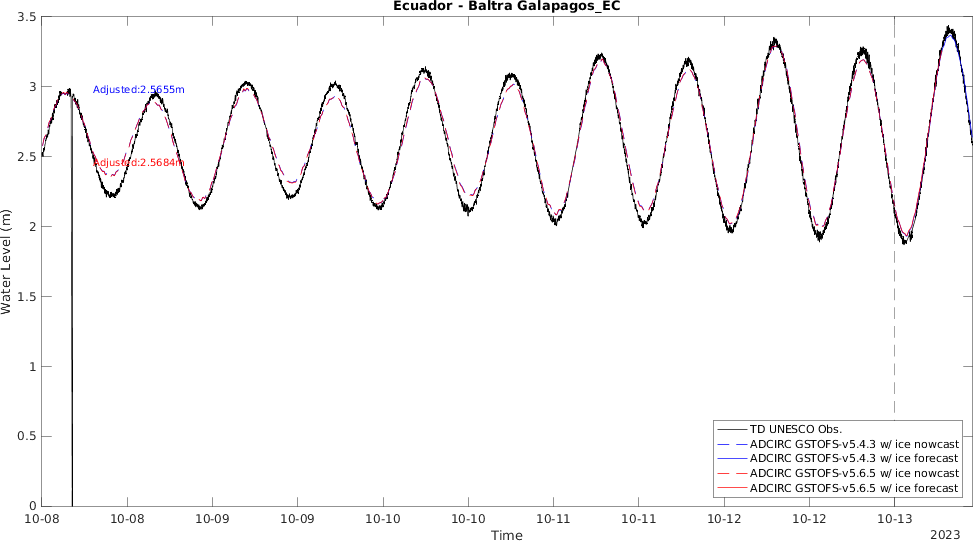 Ecuador - Baltra Galapagos_EC
3.5
3
2.5
2
1.5
1
0.5
0
Water Level (m)
Adjusted:2.5655m
Adjusted:2.5684m
TD UNESCO Obs.
ADCIRC GSTOFS-v5.4.3 w/ ice nowcast
ADCIRC GSTOFS-v5.4.3 w/ ice forecast
ADCIRC GSTOFS-v5.6.5 w/ ice nowcast
ADCIRC GSTOFS-v5.6.5 w/ ice forecast
10-08 10-08 10-09 10-09 10-10 10-10 10-11 10-11 10-12 10-12 10-13
Time
2023